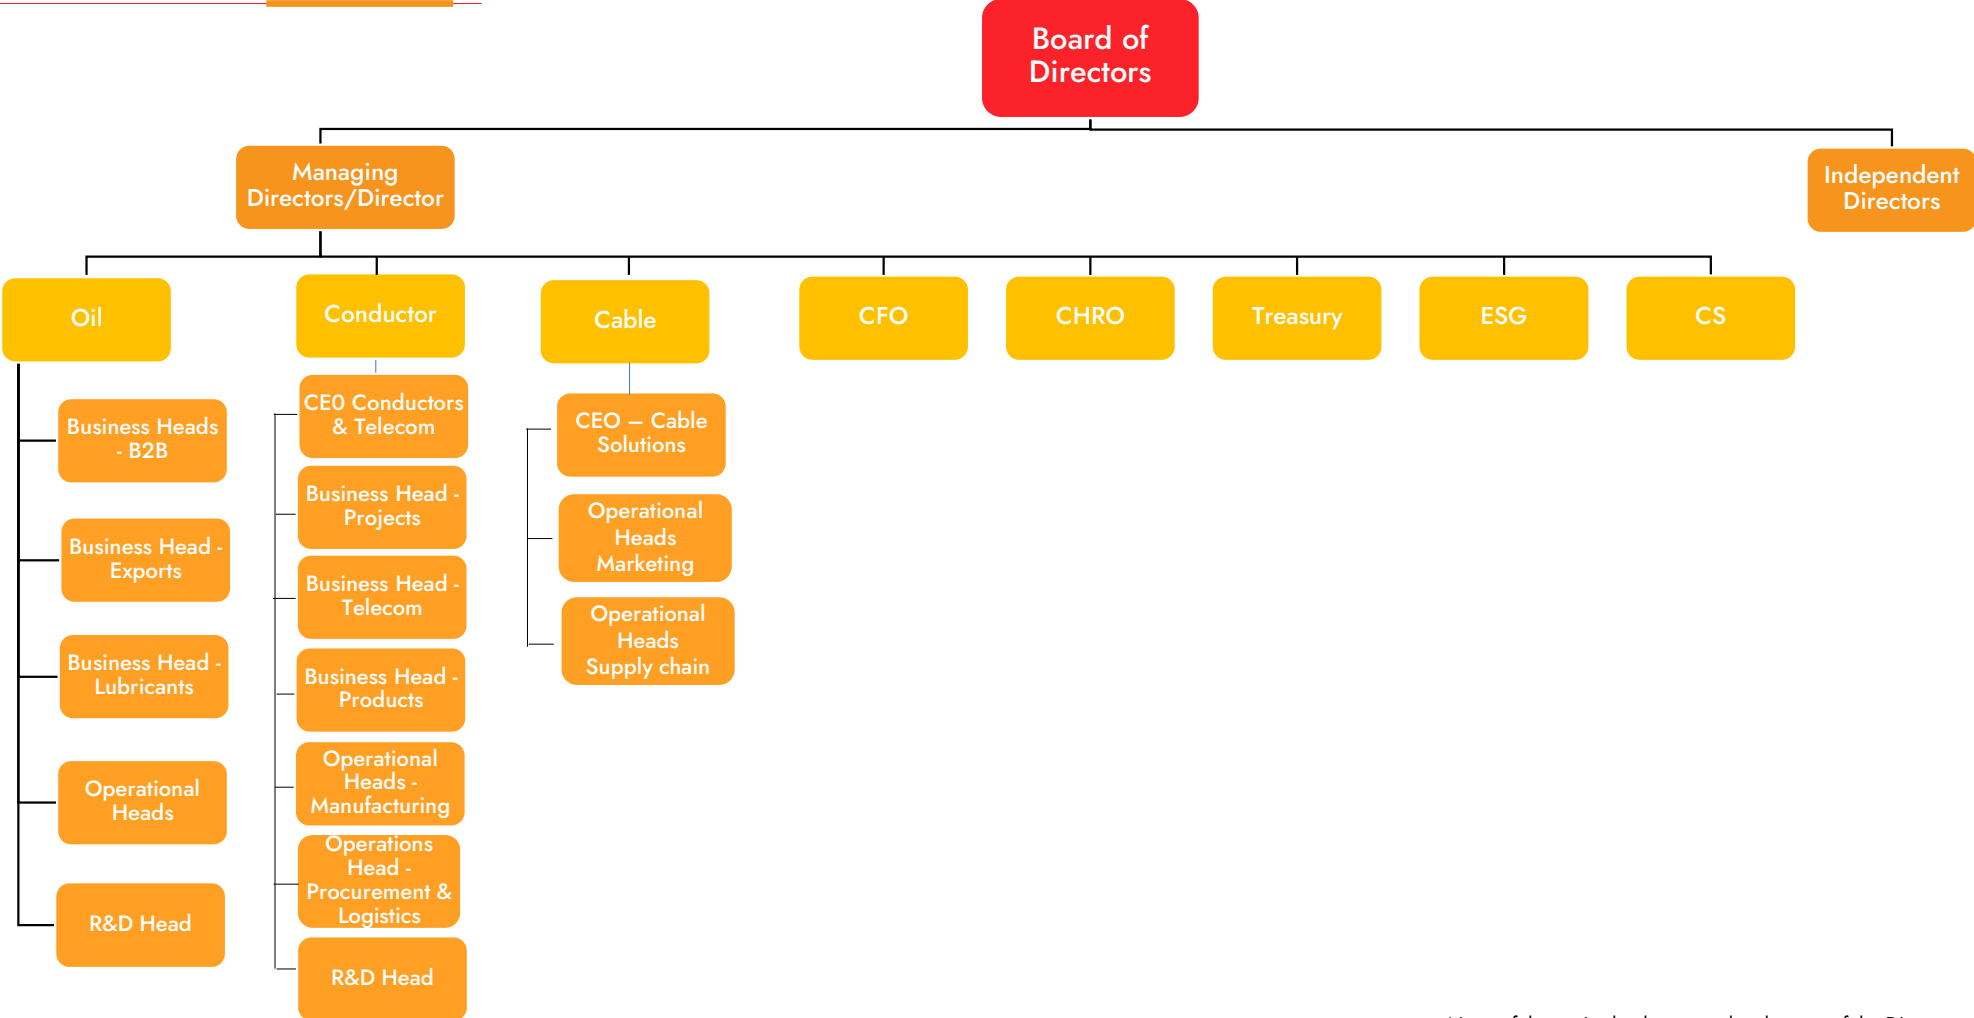 Board of
Directors
Managing
Directors/Director
Independent
Directors
Oil
Conductor
Cable
CFO
CHRO
Treasury
ESG
CS
Business Heads
- B2B
Business Head -
Exports
Business Head -
Lubricants
Operational
Heads
R&D Head
CE0 Conductors
& Telecom
Business Head -
Projects
Business Head -
Telecom
Business Head -
Products
Operational
Heads -
Manufacturing
Operations
Head -
Procurement &
Logistics
R&D Head
CEO – Cable
Solutions
Operational
Heads
Marketing
Operational
Heads
Supply chain